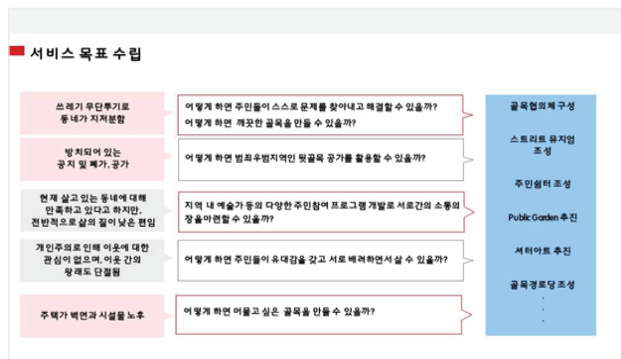 서비스 목표 수립
쓰레기 무단투기로
동네가 지저분함
어떻게 하면 주민들이 스스로 문제를 찾아내고 해결할 수 있을까?
어떻게 하면 깨끗한 골목을 만들 수 있을까?
방치되어 있는
공지 및 폐가, 공가
어떻게 하면 범죄우범지역인 뒷골목 공가를 활용할 수 있을까?
현재 살고 있는 동네에 대해
만족하고 있다고 하지만,
전반적으로 삶의 질이 낮은 편임
지역 내 예술가 등의 다양한 주민참여 프로그램 개발로 서로간의 소통의
장을 마련할 수 있을까?
개인주의로 인해 이웃에 대한
관심이 없으며, 이웃 간의
왕래도 단절됨
어떻게 하면 주민들이 유대감을 갖고 서로 배려하면서 살 수 있을까?
주택가 벽면과 시설물 노후
어떻게 하면 머물고 싶은 골목을 만들 수 있을까?
골목협의체 구성
스트리트 뮤지엄
조성
주민쉼터 조성
Public Garden 추진
셔터아트 추진
골목경로당 조성
.
.
.